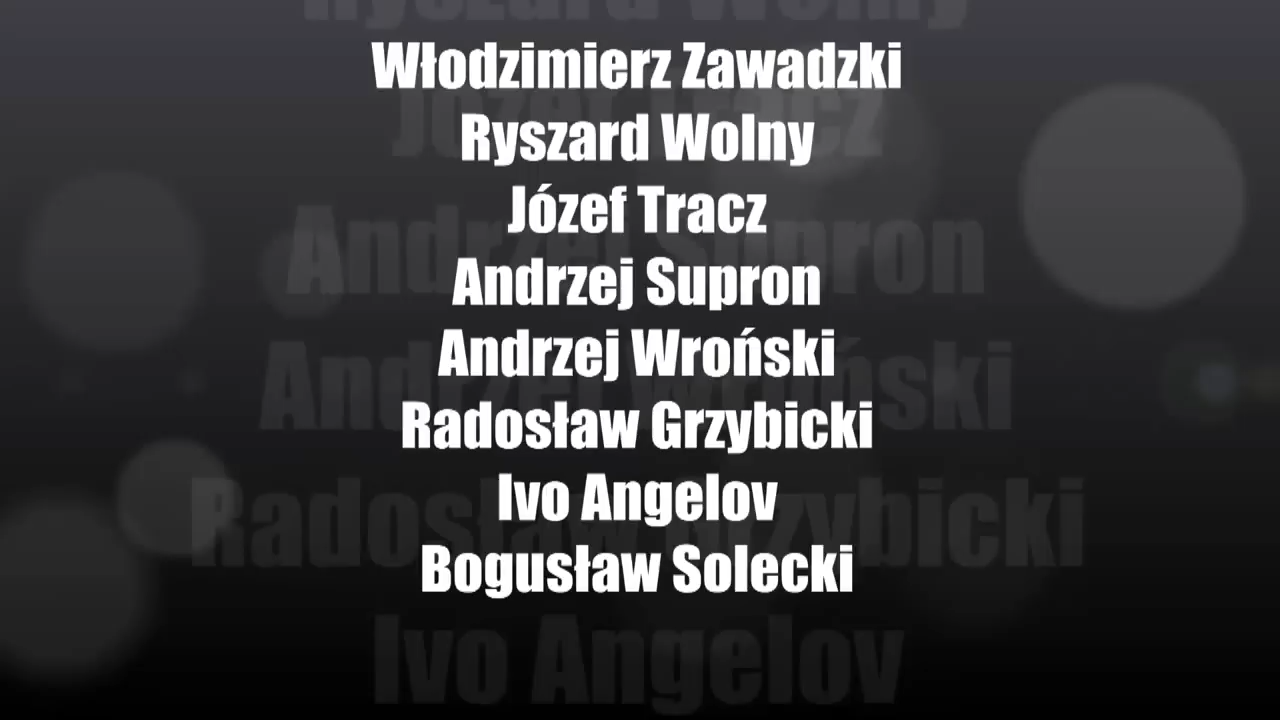 Włodzimierz Zawadzki
Ryszard Wolny
Józef Tracz
Andrzej Supron
Andrzej Wroński
Radosław Grzybicki
Ivo Angelov
Bogusław Solecki